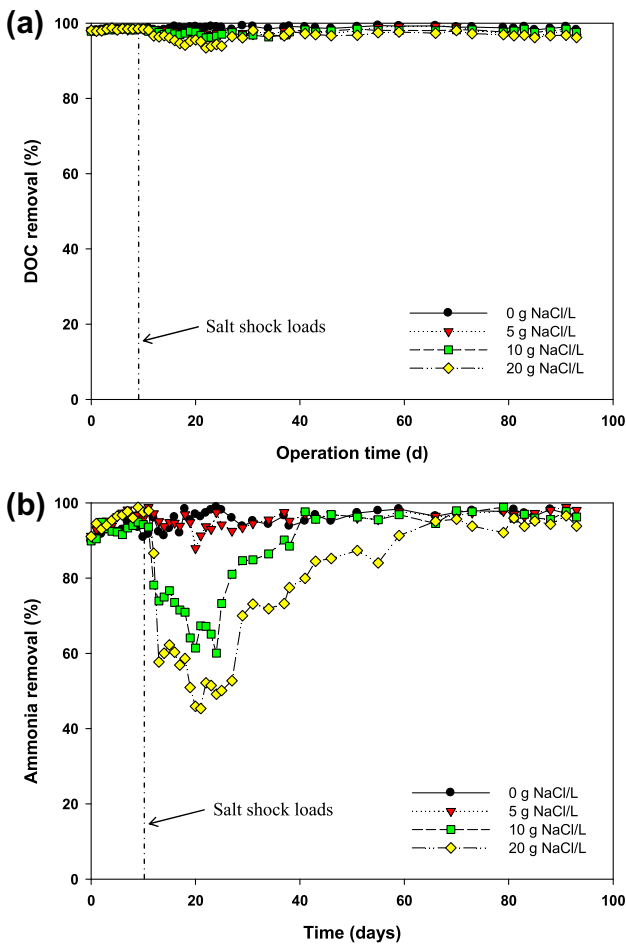 (a)
100
80
60
40
20
0
DOC removal (%)
Salt shock loads
0 g NaCl/L
5 g NaCl/L
10 g NaCl/L
20 g NaCl/L
0 20 40 60 80 100
Operation time (d)
(b)
100
80
60
40
20
0
Ammonia removal (%)
Salt shock loads
0 g NaCl/L
5 g NaCl/L
10 g NaCl/L
20 g NaCl/L
0 20 40 60 80 100
Time (days)